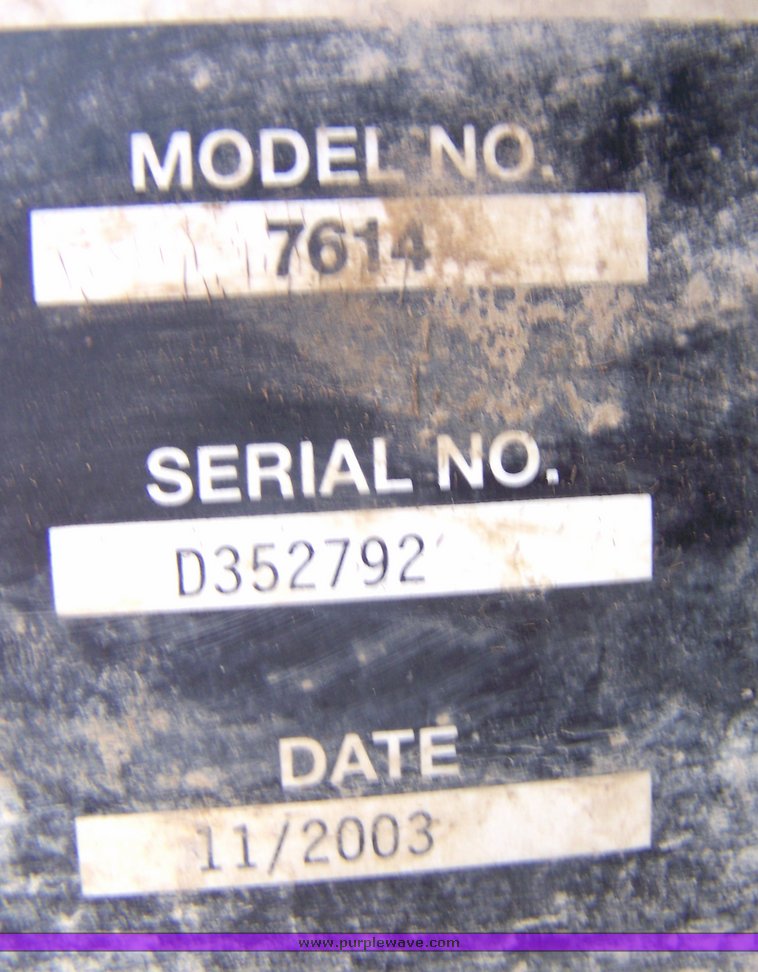 MODEL NO.
7614
SERIAL NO.
D352792
DATE
11/2003
www.purplewave.com